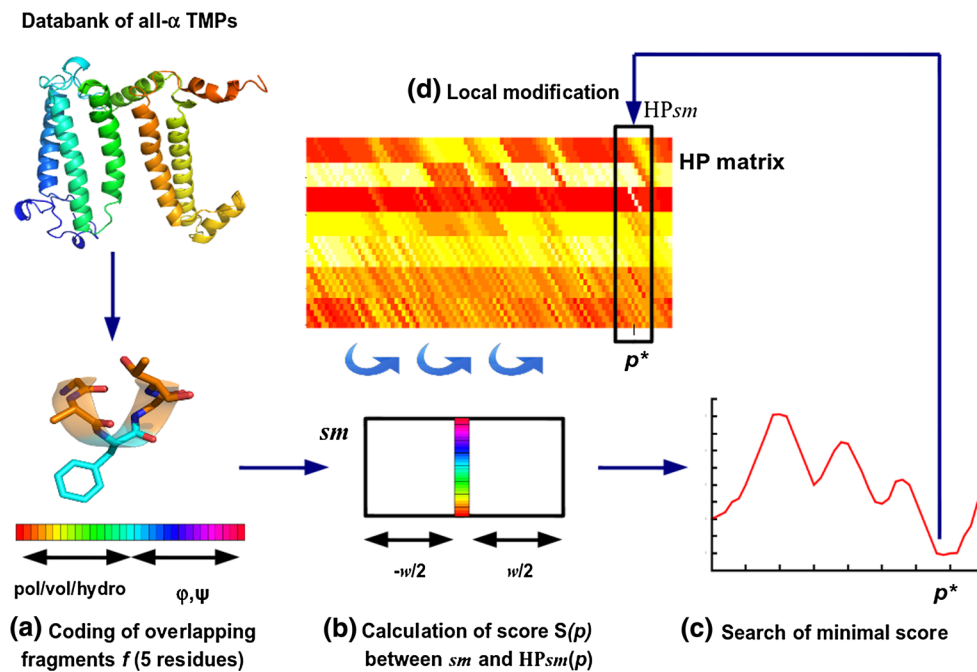 Databank of all-α TMPs
(d) Local modification
HPsm
HP matrix
p*
sm
-w/2
w/2
pol/vol/hydro
φ,ψ
p*
(a) Coding of overlapping
fragments f (5 residues)
(b) Calculation of score S(p)
between sm and HPsm(p)
(c) Search of minimal score